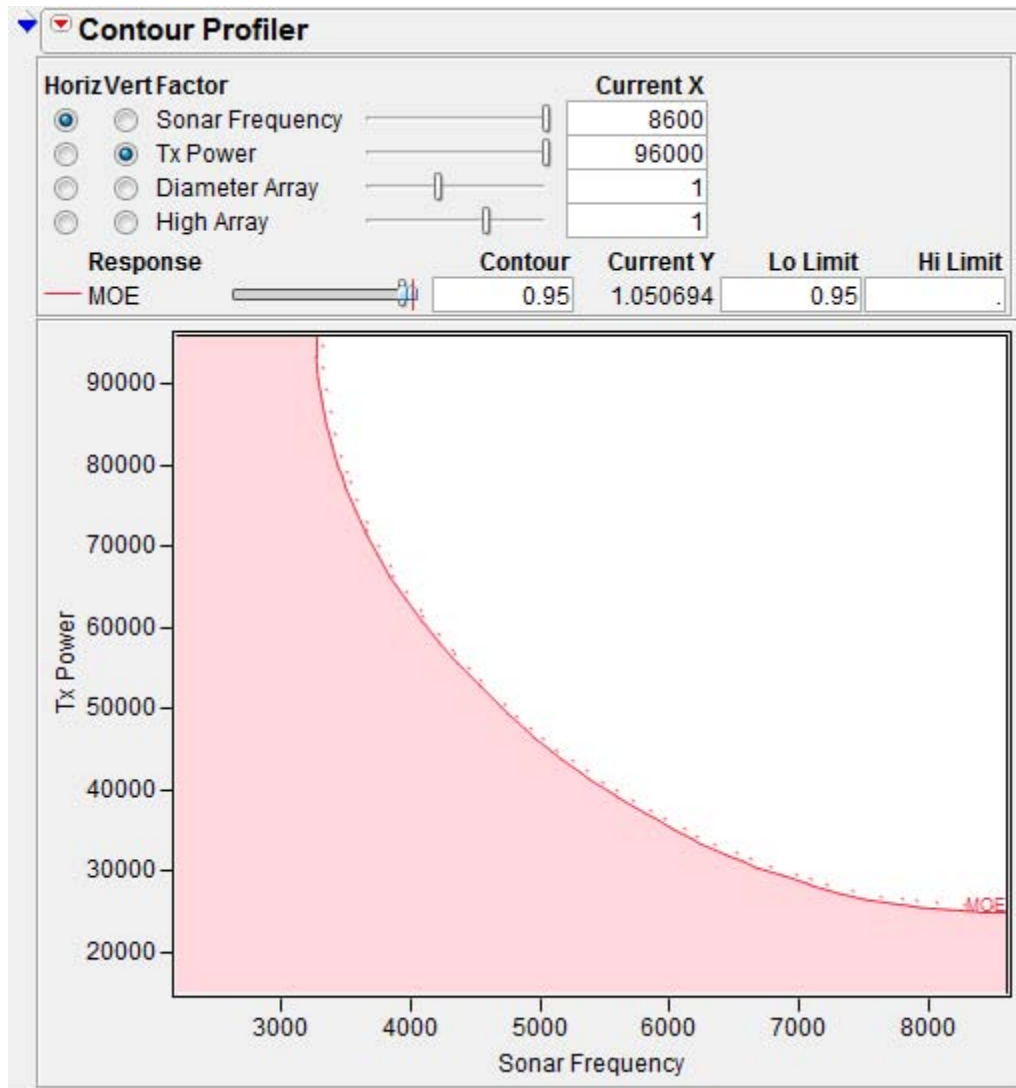 Contour Profiler
Horiz Vert Factor Current X
Sonar Frequency 8600
Tx Power 96000
Diameter Array 1
High Array 1
Response Contour Current Y Lo Limit Hi Limit
MOE 0.95 1.050694 0.95 .
90000
80000
70000
60000
50000
40000
30000
20000
Tx Power
MOE
3000 4000 5000 6000 7000 8000
Sonar Frequency